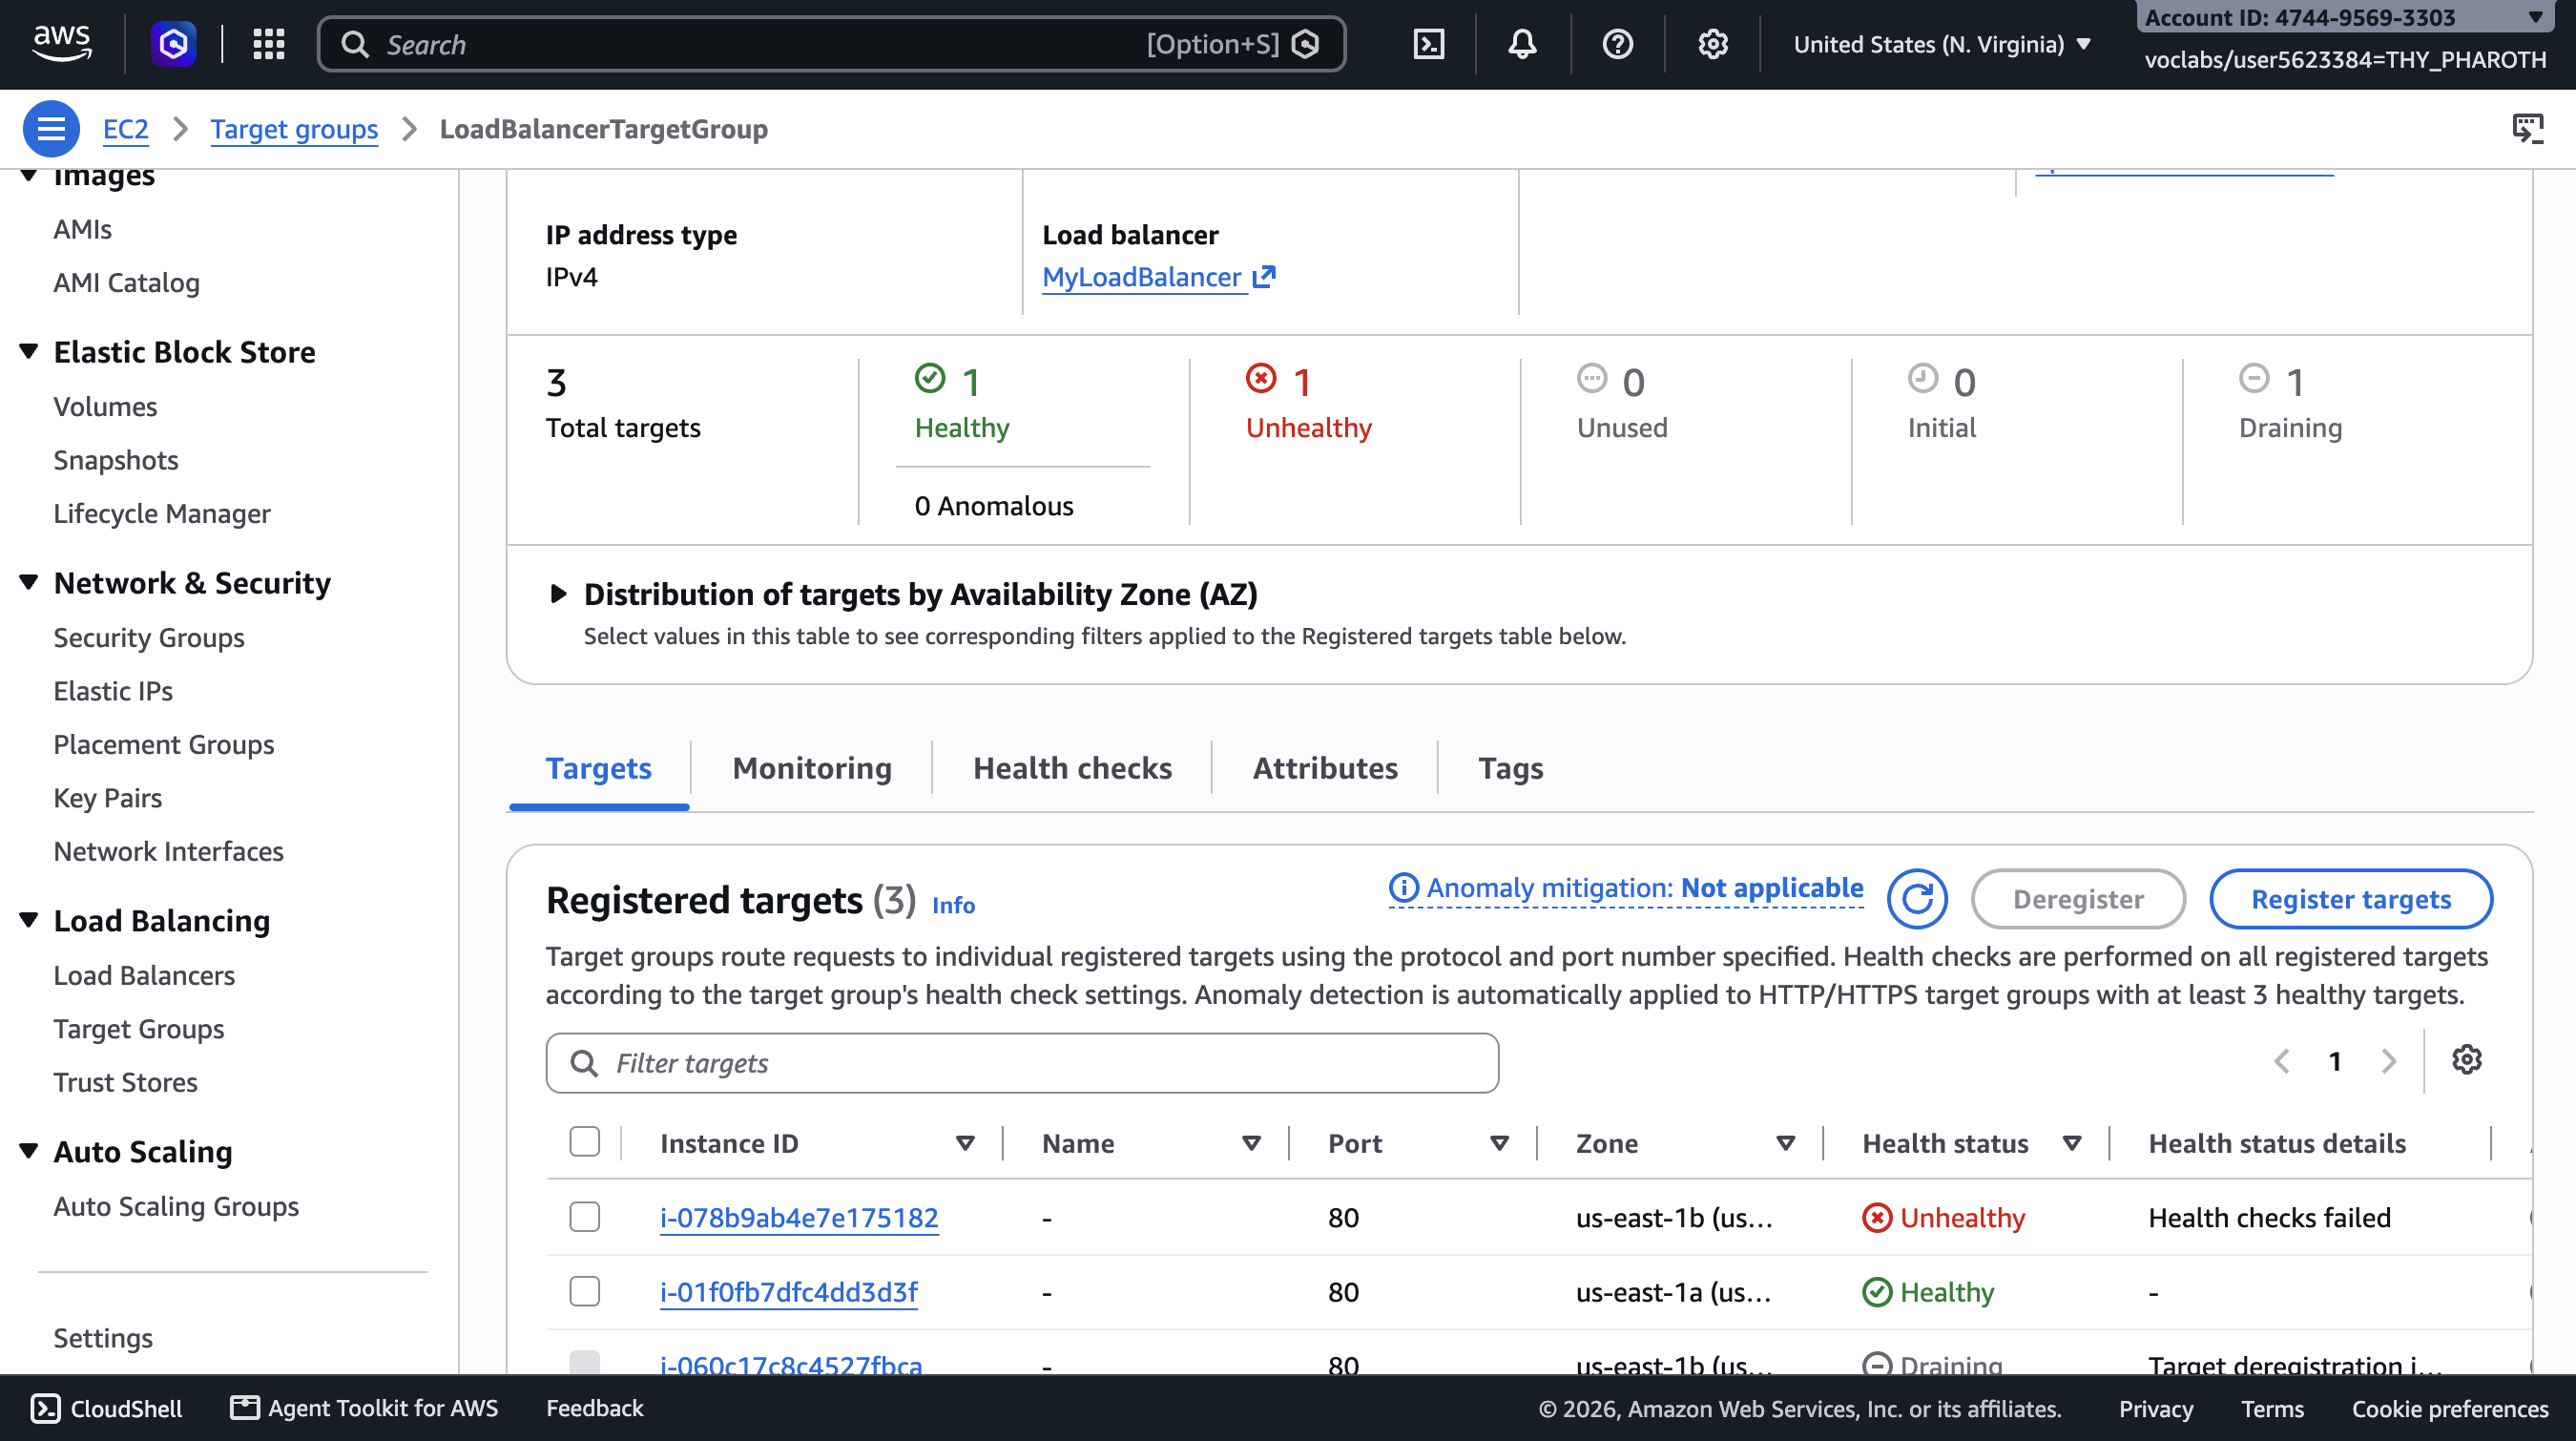 aws
Search
[Option+S]
United States (N. Virginia)
Account ID: 4744-9569-3303
voclabs/user5623384=THY_PHAROTH
EC2
Target groups
LoadBalancerTargetGroup
Images
AMIs
AMI Catalog
Elastic Block Store
Volumes
Snapshots
Lifecycle Manager
Network & Security
Security Groups
Elastic IPs
Placement Groups
Key Pairs
Network Interfaces
Load Balancing
Load Balancers
Target Groups
Trust Stores
Auto Scaling
Auto Scaling Groups
Settings
IP address type
IPv4
Load balancer
MyLoadBalancer
3
Total targets
1
Healthy
0 Anomalous
1
Unhealthy
0
Unused
0
Initial
1
Draining
Distribution of targets by Availability Zone (AZ)
Select values in this table to see corresponding filters applied to the Registered targets table below.
Targets
Monitoring
Health checks
Attributes
Tags
Registered targets (3) Info
Anomaly mitigation: Not applicable
Deregister
Register targets
Target groups route requests to individual registered targets using the protocol and port number specified. Health checks are performed on all registered targets
according to the target group's health check settings. Anomaly detection is automatically applied to HTTP/HTTPS target groups with at least 3 healthy targets.
Filter targets
1
Instance ID Name Port Zone Health status Health status details
i-078b9ab4e7e175182 - 80 us-east-1b (us... Unhealthy Health checks failed
i-01f0fb7dfc4dd3d3f - 80 us-east-1a (us... Healthy -
i-060c17c8c4527fbca - 80 us-east-1b (us... Draining Target deregistration i...
CloudShell
Agent Toolkit for AWS
Feedback
© 2026, Amazon Web Services, Inc. or its affiliates.
Privacy
Terms
Cookie preferences